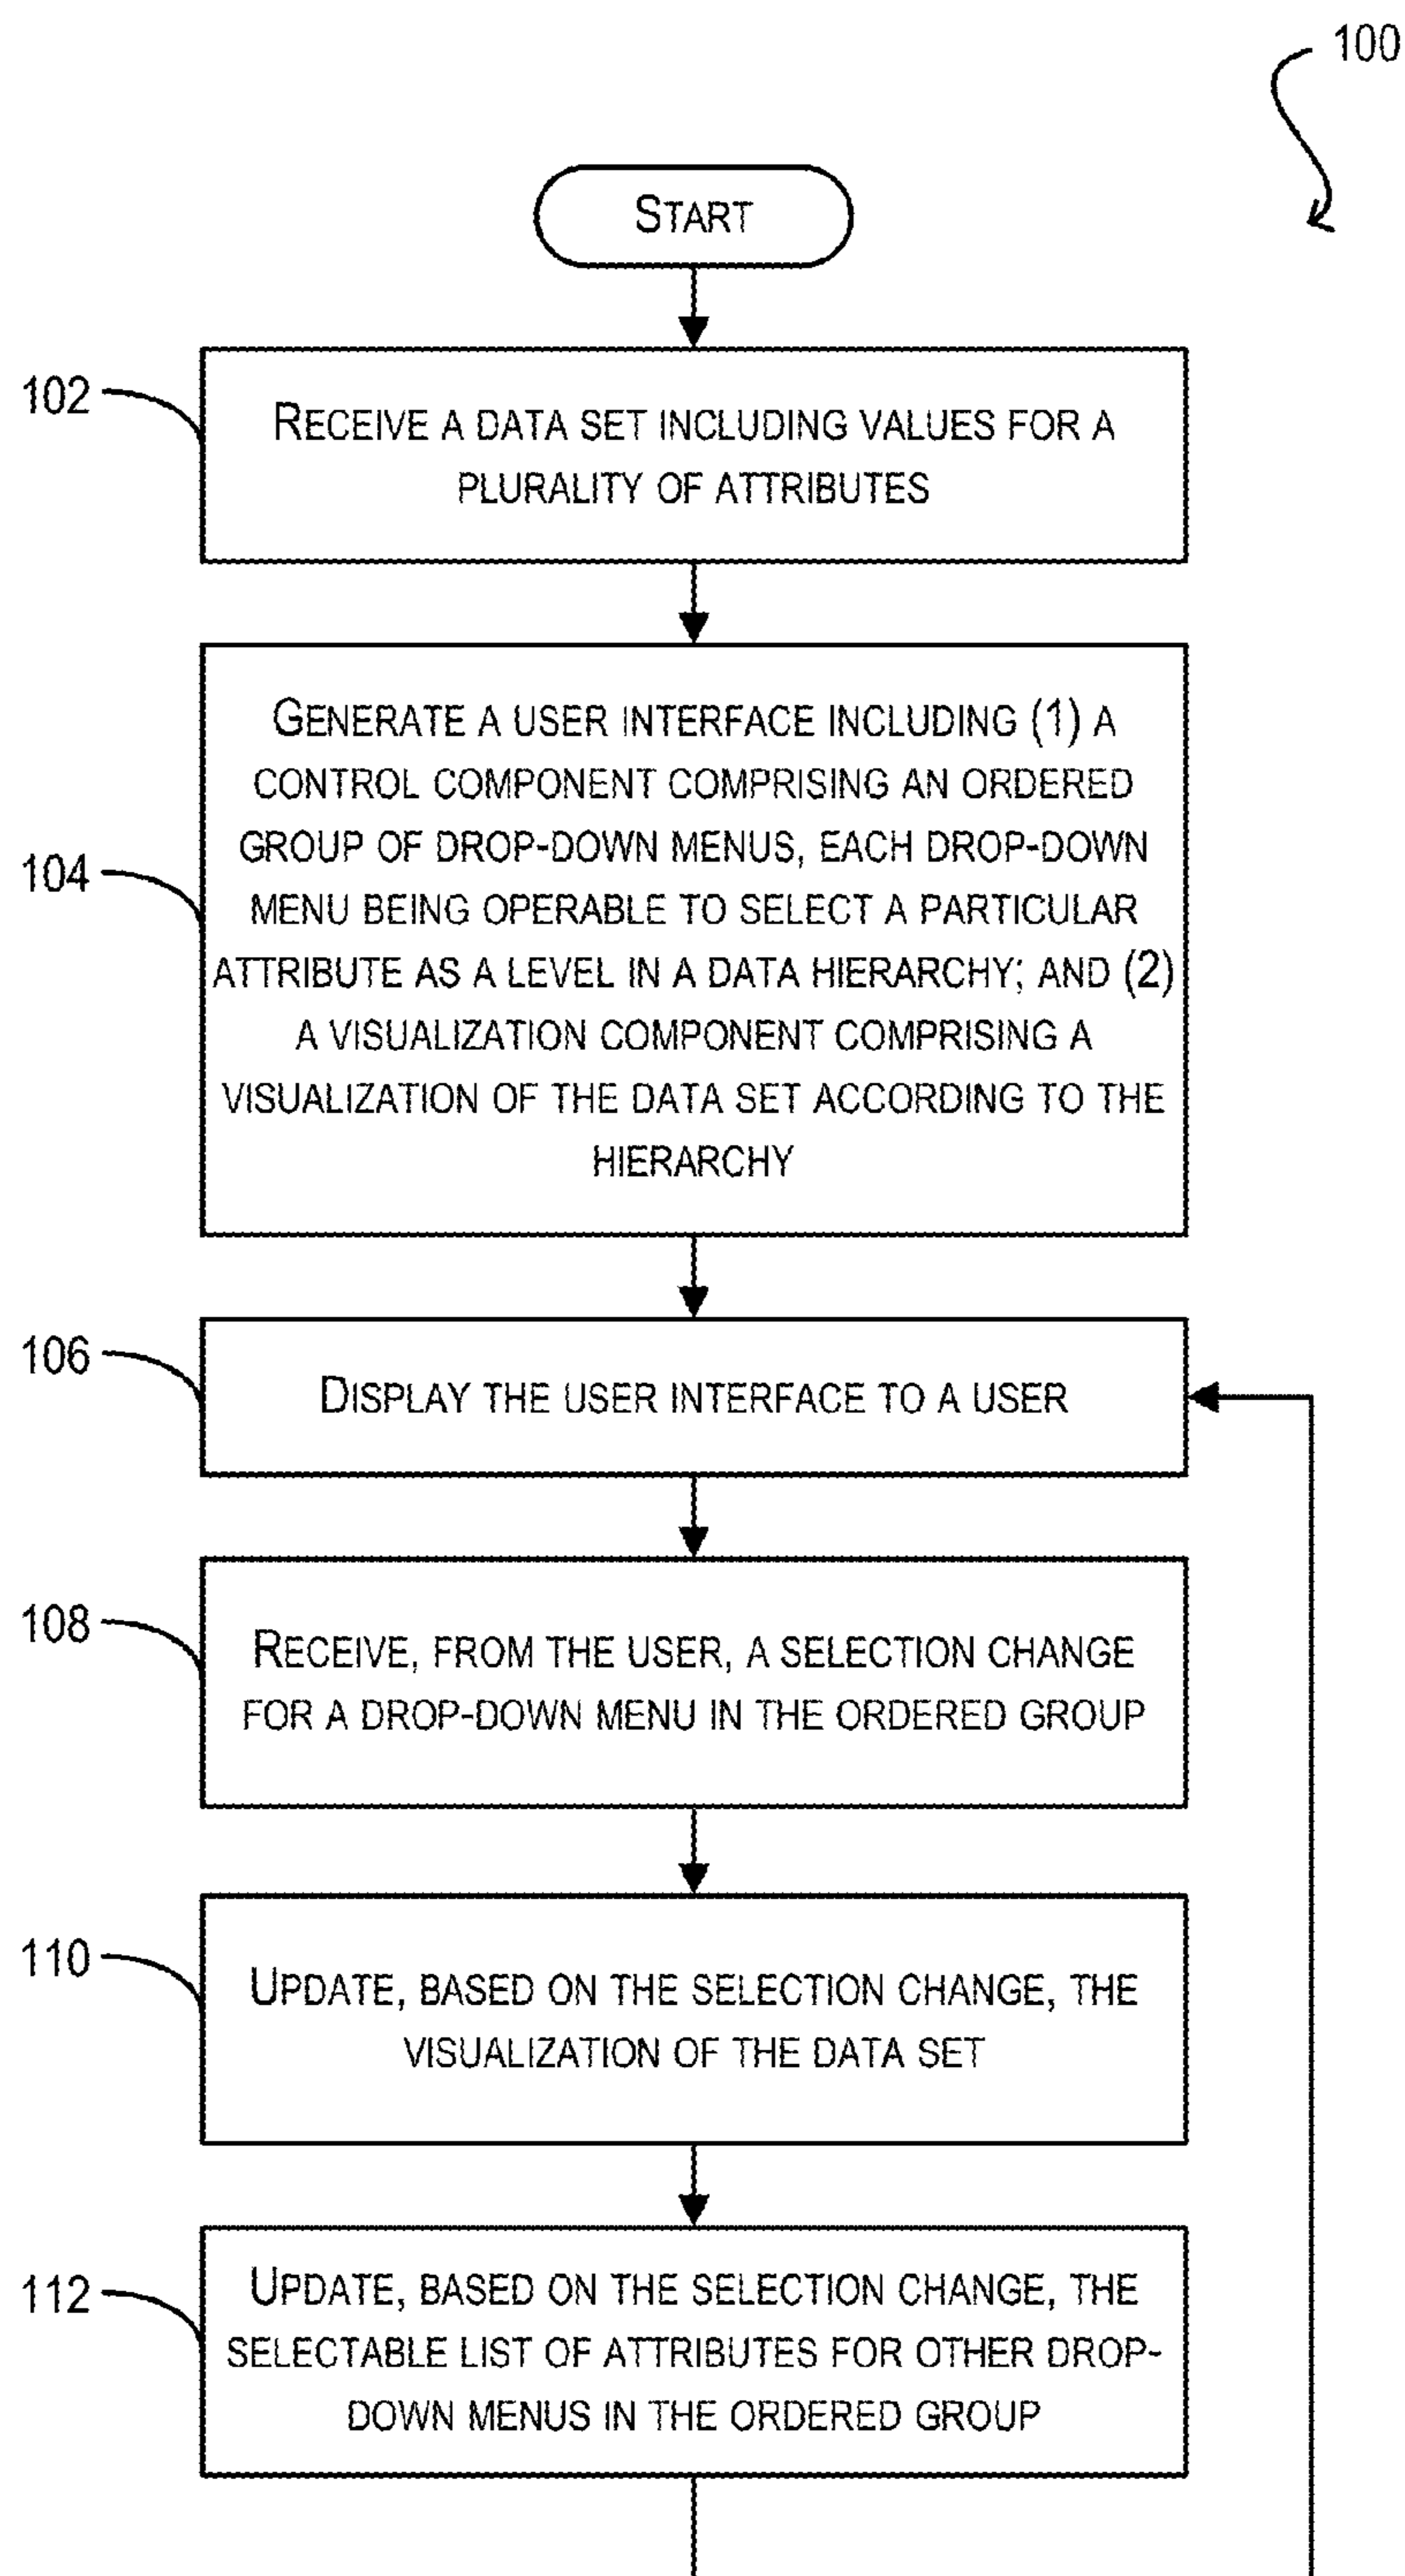 100
START
102
RECEIVE A DATA SET INCLUDING VALUES FOR A
PLURALITY OF ATTRIBUTES
GENERATE A USER INTERFACE INCLUDING (1) A
CONTROL COMPONENT COMPRISING AN ORDERED
GROUP OF DROP-DOWN MENUS, EACH DROP-DOWN
104
MENU BEING OPERABLE TO SELECT A PARTICULAR
ATTRIBUTE AS A LEVEL IN A DATA HIERARCHY; AND (2)
A VISUALIZATION COMPONENT COMPRISING A
VISUALIZATION OF THE DATA SET ACCORDING TO THE
HIERARCHY
106
DISPLAY THE USER INTERFACE TO A USER
108
RECEIVE, FROM THE USER, A SELECTION CHANGE
FOR A DROP-DOWN MENU IN THE ORDERED GROUP
110
UPDATE, BASED ON THE SELECTION CHANGE, THE
VISUALIZATION OF THE DATA SET
112
UPDATE, BASED ON THE SELECTION CHANGE, THE
SELECTABLE LIST OF ATTRIBUTES FOR OTHER DROP-
DOWN MENUS IN THE ORDERED GROUP